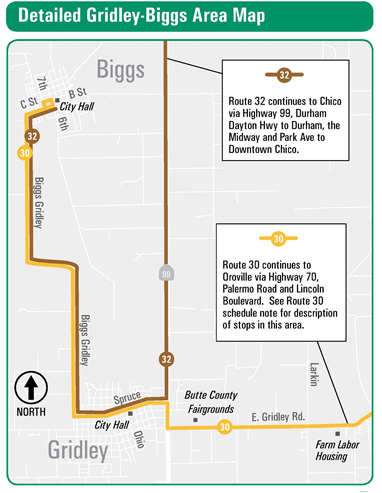 Detailed Gridley-Biggs Area Map
Biggs
7th
B St
C St
City Hall
6th
32
30
Biggs Gridley
32
Route 32 continues to Chico
via Highway 99, Durham
Dayton Hwy to Durham, the
Midway and Park Ave to
Downtown Chico.
30
Route 30 continues to
Oroville via Highway 70,
Palermo Road and Lincoln
Boulevard. See Route 30
schedule note for description
of stops in this area.
99
Biggs Gridley
32
Larkin
Spruce
Butte County
Fairgrounds
NORTH
City Hall
Ohio
E. Gridley Rd.
30
Gridley
Farm Labor
Housing